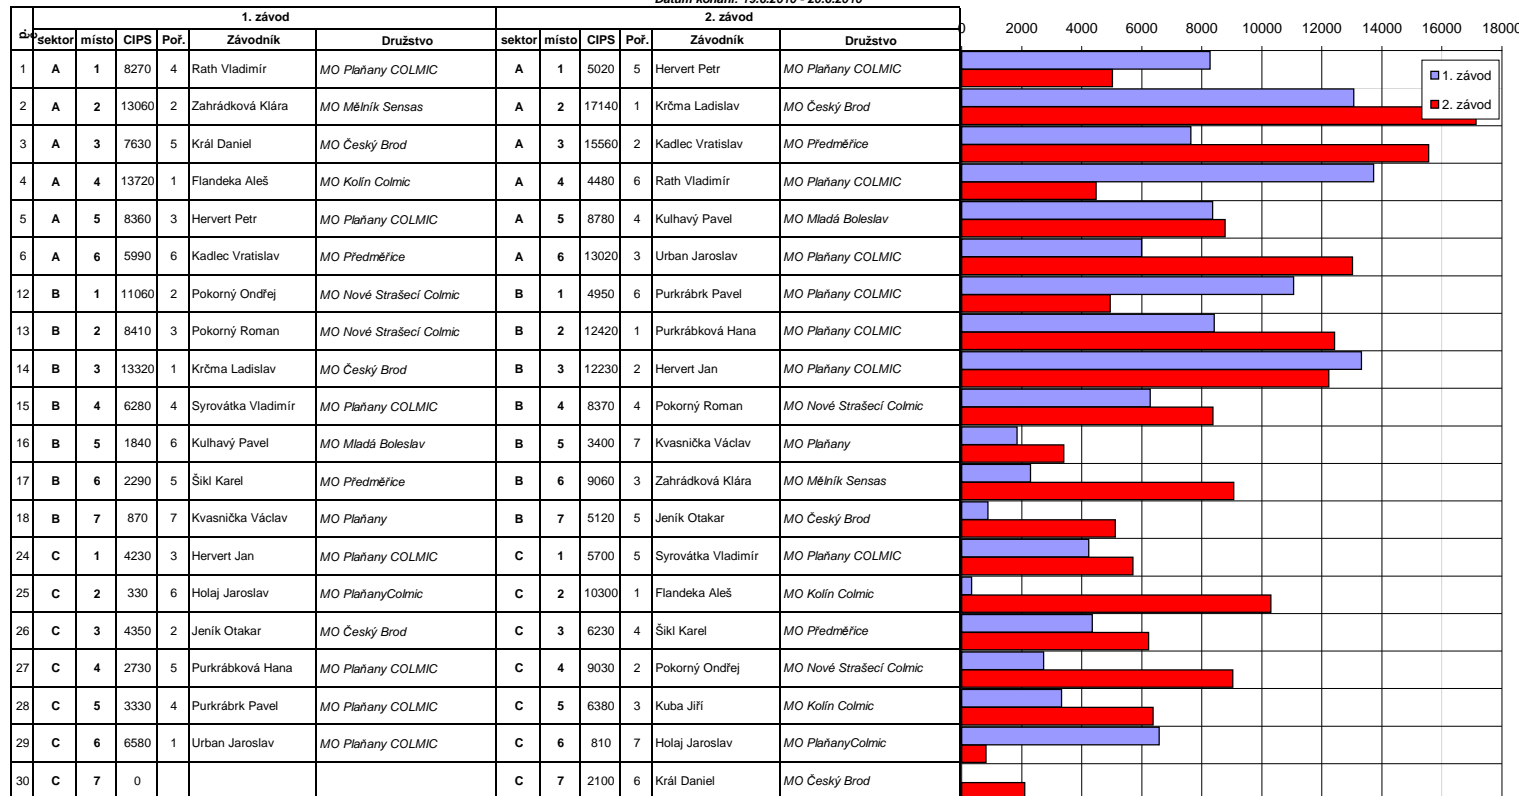 Datum konání: 19.6.2010 - 20.6.2010
1. závod 2. závod
sektor místo CIPS Poř. Závodník Družstvo sektor místo CIPS Poř. Závodník Družstvo
0 2000 4000 6000 8000 10000 12000 14000 16000 18000
1 A 1 8270 4 Rath Vladimír MO Plaňany COLMIC A 1 5020 5 Hervert Petr MO Plaňany COLMIC
1. závod
2 A 2 13060 2 Zahrádková Klára MO Mělník Sensas A 2 17140 1 Krčma Ladislav MO Český Brod
2. závod
3 A 3 7630 5 Král Daniel MO Český Brod A 3 15560 2 Kadlec Vratislav MO Předměřice
4 A 4 13720 1 Flandeka Aleš MO Kolín Colmic A 4 4480 6 Rath Vladimír MO Plaňany COLMIC
5 A 5 8360 3 Hervert Petr MO Plaňany COLMIC A 5 8780 4 Kulhavý Pavel MO Mladá Boleslav
6 A 6 5990 6 Kadlec Vratislav MO Předměřice A 6 13020 3 Urban Jaroslav MO Plaňany COLMIC
12 B 1 11060 2 Pokorný Ondřej MO Nové Strašecí Colmic B 1 4950 6 Purkrábrk Pavel MO Plaňany COLMIC
13 B 2 8410 3 Pokorný Roman MO Nové Strašecí Colmic B 2 12420 1 Purkrábková Hana MO Plaňany COLMIC
14 B 3 13320 1 Krčma Ladislav MO Český Brod B 3 12230 2 Hervert Jan MO Plaňany COLMIC
15 B 4 6280 4 Syrovátka Vladimír MO Plaňany COLMIC B 4 8370 4 Pokorný Roman MO Nové Strašecí Colmic
16 B 5 1840 6 Kulhavý Pavel MO Mladá Boleslav B 5 3400 7 Kvasnička Václav MO Plaňany
17 B 6 2290 5 Šikl Karel MO Předměřice B 6 9060 3 Zahrádková Klára MO Mělník Sensas
18 B 7 870 7 Kvasnička Václav MO Plaňany B 7 5120 5 Jeník Otakar MO Český Brod
24 C 1 4230 3 Hervert Jan MO Plaňany COLMIC C 1 5700 5 Syrovátka Vladimír MO Plaňany COLMIC
25 C 2 330 6 Holaj Jaroslav MO PlaňanyColmic C 2 10300 1 Flandeka Aleš MO Kolín Colmic
26 C 3 4350 2 Jeník Otakar MO Český Brod C 3 6230 4 Šikl Karel MO Předměřice
27 C 4 2730 5 Purkrábková Hana MO Plaňany COLMIC C 4 9030 2 Pokorný Ondřej MO Nové Strašecí Colmic
28 C 5 3330 4 Purkrábrk Pavel MO Plaňany COLMIC C 5 6380 3 Kuba Jiří MO Kolín Colmic
29 C 6 6580 1 Urban Jaroslav MO Plaňany COLMIC C 6 810 7 Holaj Jaroslav MO PlaňanyColmic
30 C 7 0 C 7 2100 6 Král Daniel MO Český Brod